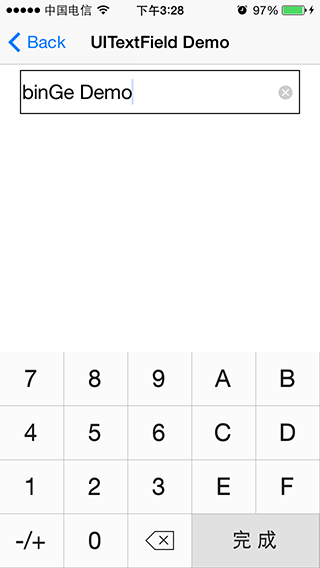 中国电信 下午3:28 97%
Back UITextField Demo
binGe Demo
7 8 9 A B
4 5 6 C D
1 2 3 E F
-/+ 0 完成